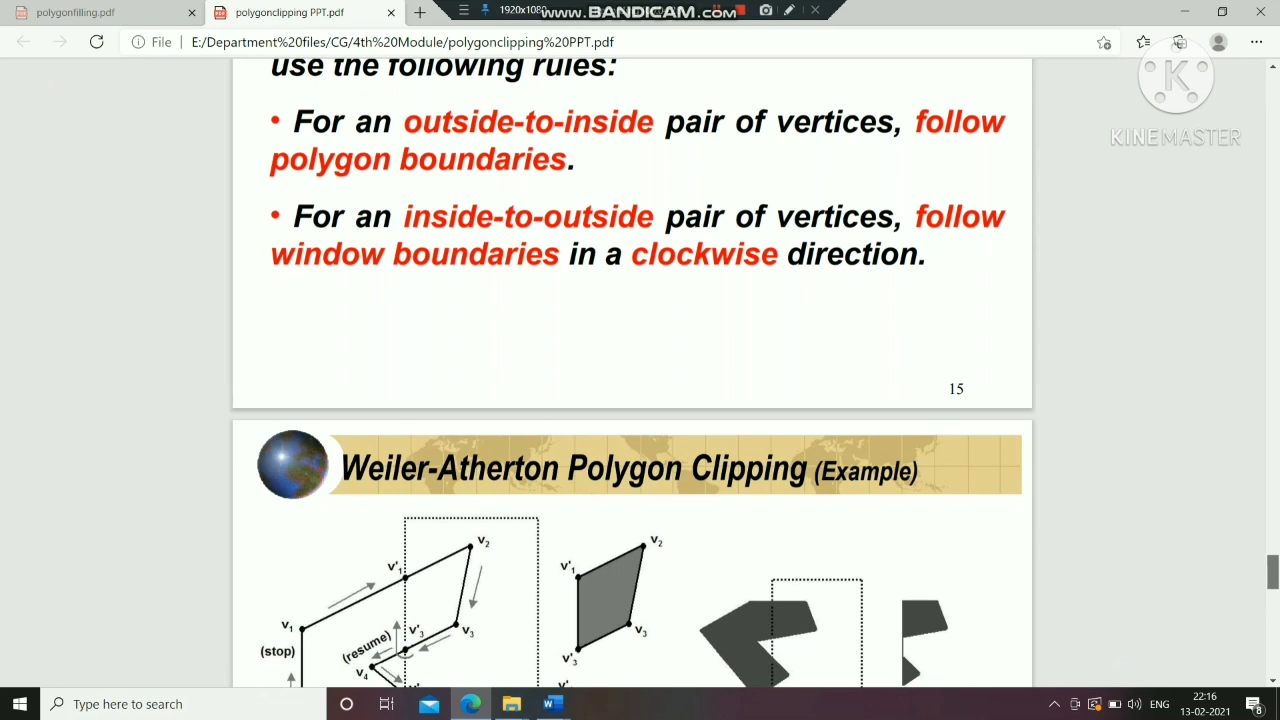 polygonfilling.pdf
polygonclipping PPT.pdf
1920x1080
www.BANDICAM.com
File
E:/Department%20files/CG/4th%20Module/polygonclipping%20PPT.pdf
K
KINEMASTER
use the following rules:
• For an outside-to-inside pair of vertices, follow
polygon boundaries.
• For an inside-to-outside pair of vertices, follow
window boundaries in a clockwise direction.
15
Weiler-Atherton Polygon Clipping (Example)
v2
v'1
v1
(stop)
(resume)
v'3
v3
v4
v2
v'1
v3
v'3
Type here to search
ENG
22:16
13-02-2021
8